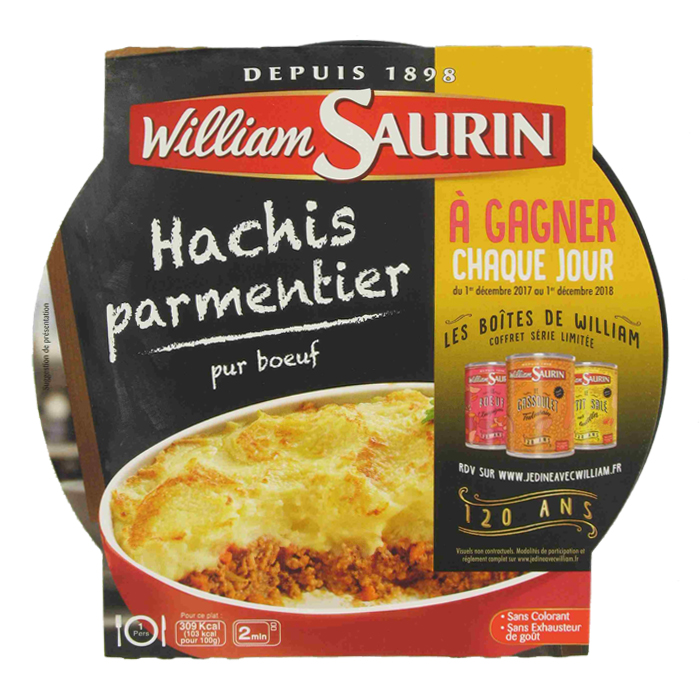 DEPUIS 1898
William SAURIN
Hachis
parmentier
pur boeuf
À GAGNER
CHAQUE JOUR
du 1er décembre 2017 au 1er décembre 2018
LES BOÎTES DE WILLIAM
COFFRET SÉRIE LIMITÉE
William SAURIN
CASSOULET
RDV SUR WWW.JEDINEAVECWILLIAM.FR
120 ANS
Visuels non contractuels. Modalités de participation et
règlement complet sur www.jedineavecwilliam.fr
Suggestion de présentation
1
Pers
Pour ce plat :
309 Kcal
(103 kcal
pour 100g)
2 min
• Sans Colorant
• Sans Exhausteur
de goût